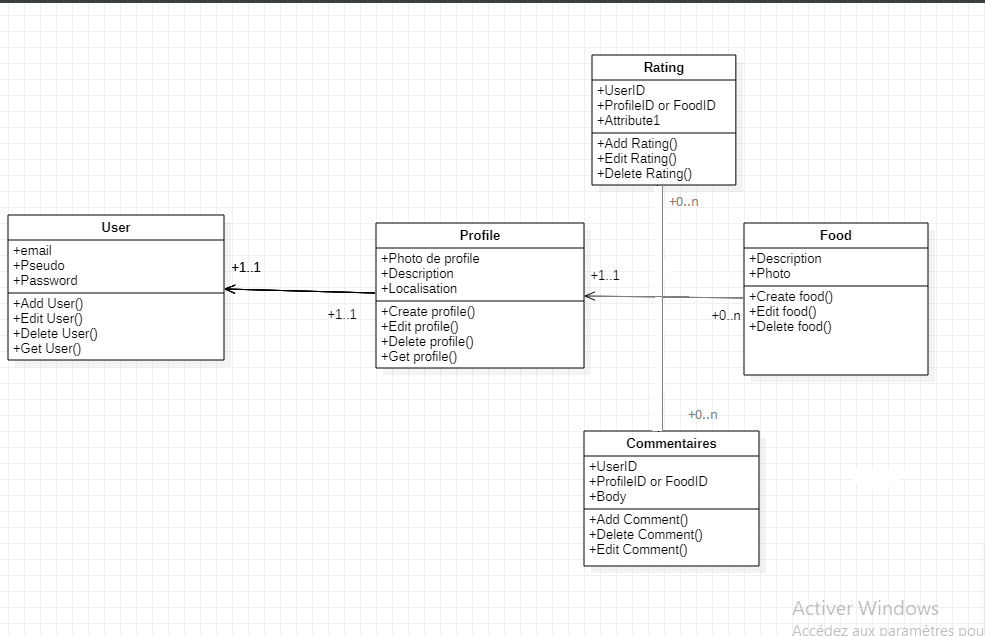 Rating
+UserID
+ProfileID or FoodID
+Attribute1
+Add Rating()
+Edit Rating()
+Delete Rating()
+0..n
User
+email
+Pseudo
+Password
+Add User()
+Edit User()
+Delete User()
+Get User()
+1..1
+1..1
Profile
+Photo de profile
+Description
+Localisation
+Create profile()
+Edit profile()
+Delete profile()
+Get profile()
+1..1
+0..n
Food
+Description
+Photo
+Create food()
+Edit food()
+Delete food()
+0..n
Commentaires
+UserID
+ProfileID or FoodID
+Body
+Add Comment()
+Delete Comment()
+Edit Comment()
Activer Windows
Accédez aux paramètres pou